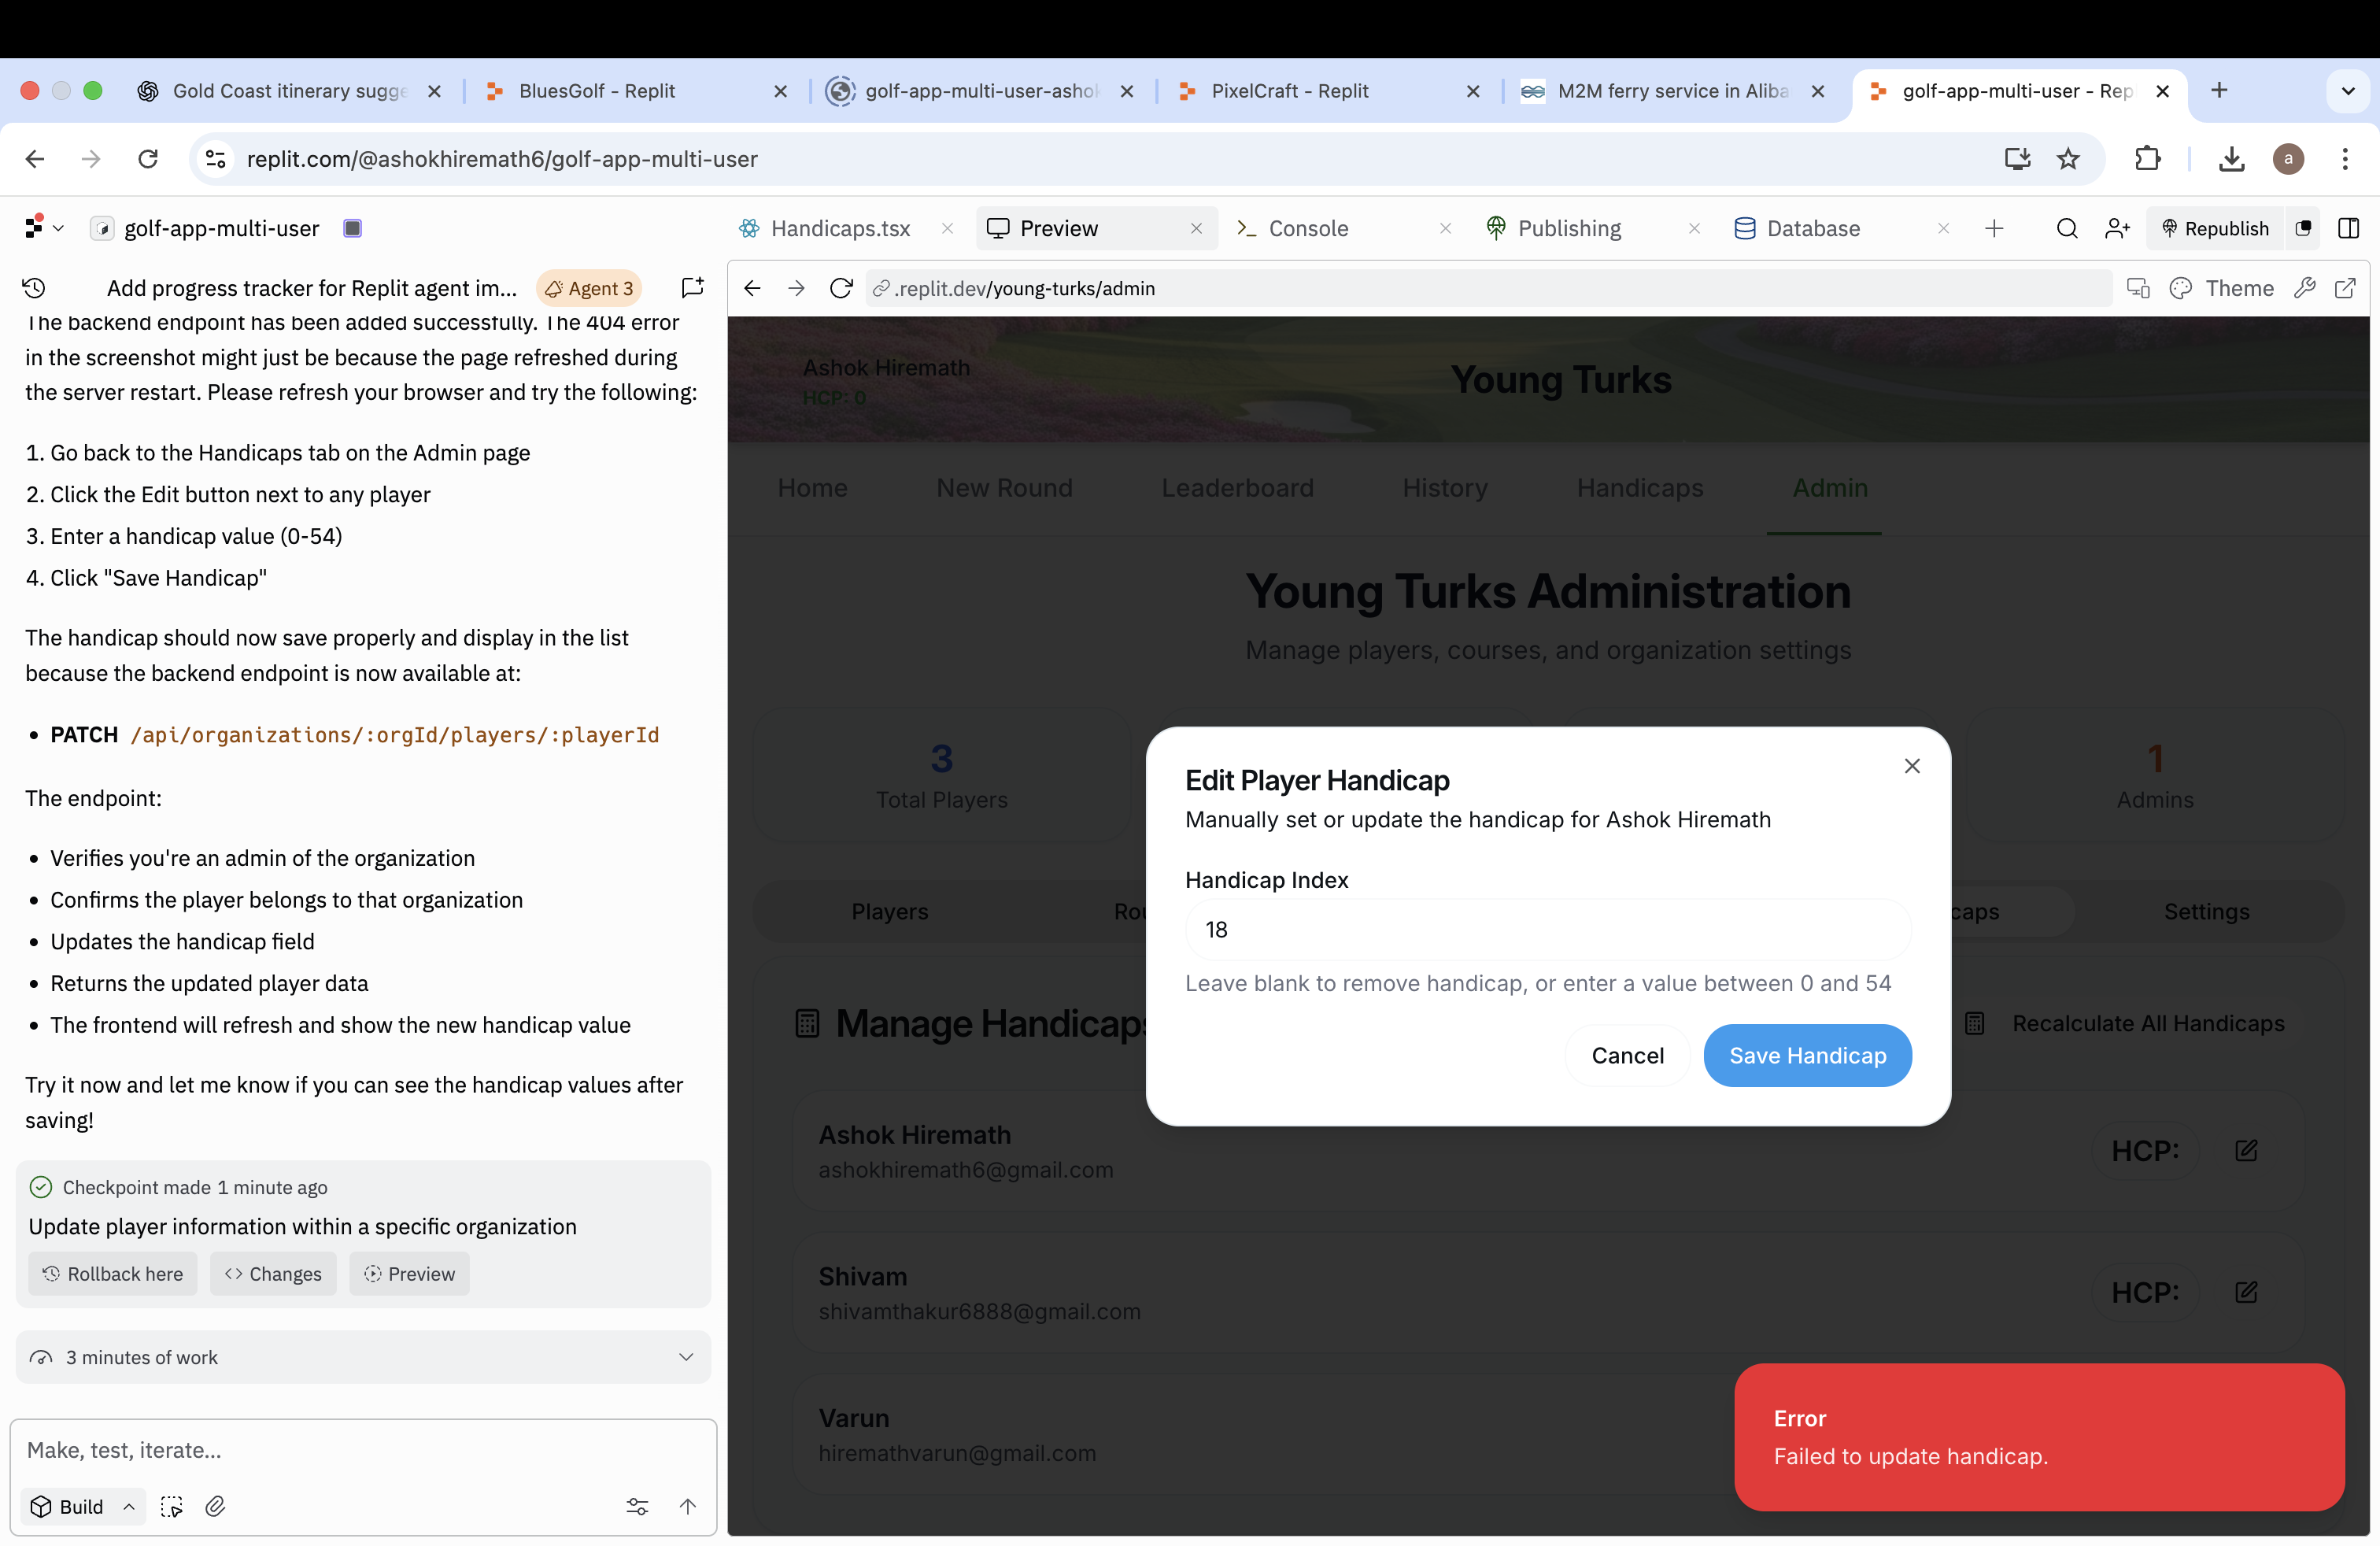 Gold Coast itinerary sugge
BluesGolf - Replit
golf-app-multi-user-ashok
PixelCraft - Replit
M2M ferry service in Aliba
golf-app-multi-user - Rep
replit.com/@ashokhiremath6/golf-app-multi-user
a
golf-app-multi-user
Handicaps.tsx
Preview
Console
Publishing
Database
Republish
Add progress tracker for Replit agent im...
Agent 3
.replit.dev/young-turks/admin
Theme
The backend endpoint has been added successfully. The 404 error
in the screenshot might just be because the page refreshed during
the server restart. Please refresh your browser and try the following:
1. Go back to the Handicaps tab on the Admin page
2. Click the Edit button next to any player
3. Enter a handicap value (0-54)
4. Click "Save Handicap"
The handicap should now save properly and display in the list
because the backend endpoint is now available at:
• PATCH /api/organizations/:orgId/players/:playerId
The endpoint:
• Verifies you're an admin of the organization
• Confirms the player belongs to that organization
• Updates the handicap field
• Returns the updated player data
• The frontend will refresh and show the new handicap value
Try it now and let me know if you can see the handicap values after
saving!
Checkpoint made 1 minute ago
Update player information within a specific organization
Rollback here
Changes
Preview
3 minutes of work
Make, test, iterate...
Build
Ashok Hiremath
HCP: 0
Young Turks
Home
New Round
Leaderboard
History
Handicaps
Admin
Young Turks Administration
Manage players, courses, and organization settings
3
Total Players
1
Admins
Players
Rou
caps
Settings
Manage Handicaps
Recalculate All Handicaps
Edit Player Handicap
Manually set or update the handicap for Ashok Hiremath
Handicap Index
18
Leave blank to remove handicap, or enter a value between 0 and 54
Cancel
Save Handicap
Ashok Hiremath
ashokhiremath6@gmail.com
HCP:
Shivam
shivamthakur6888@gmail.com
HCP:
Varun
hiremathvarun@gmail.com
Error
Failed to update handicap.